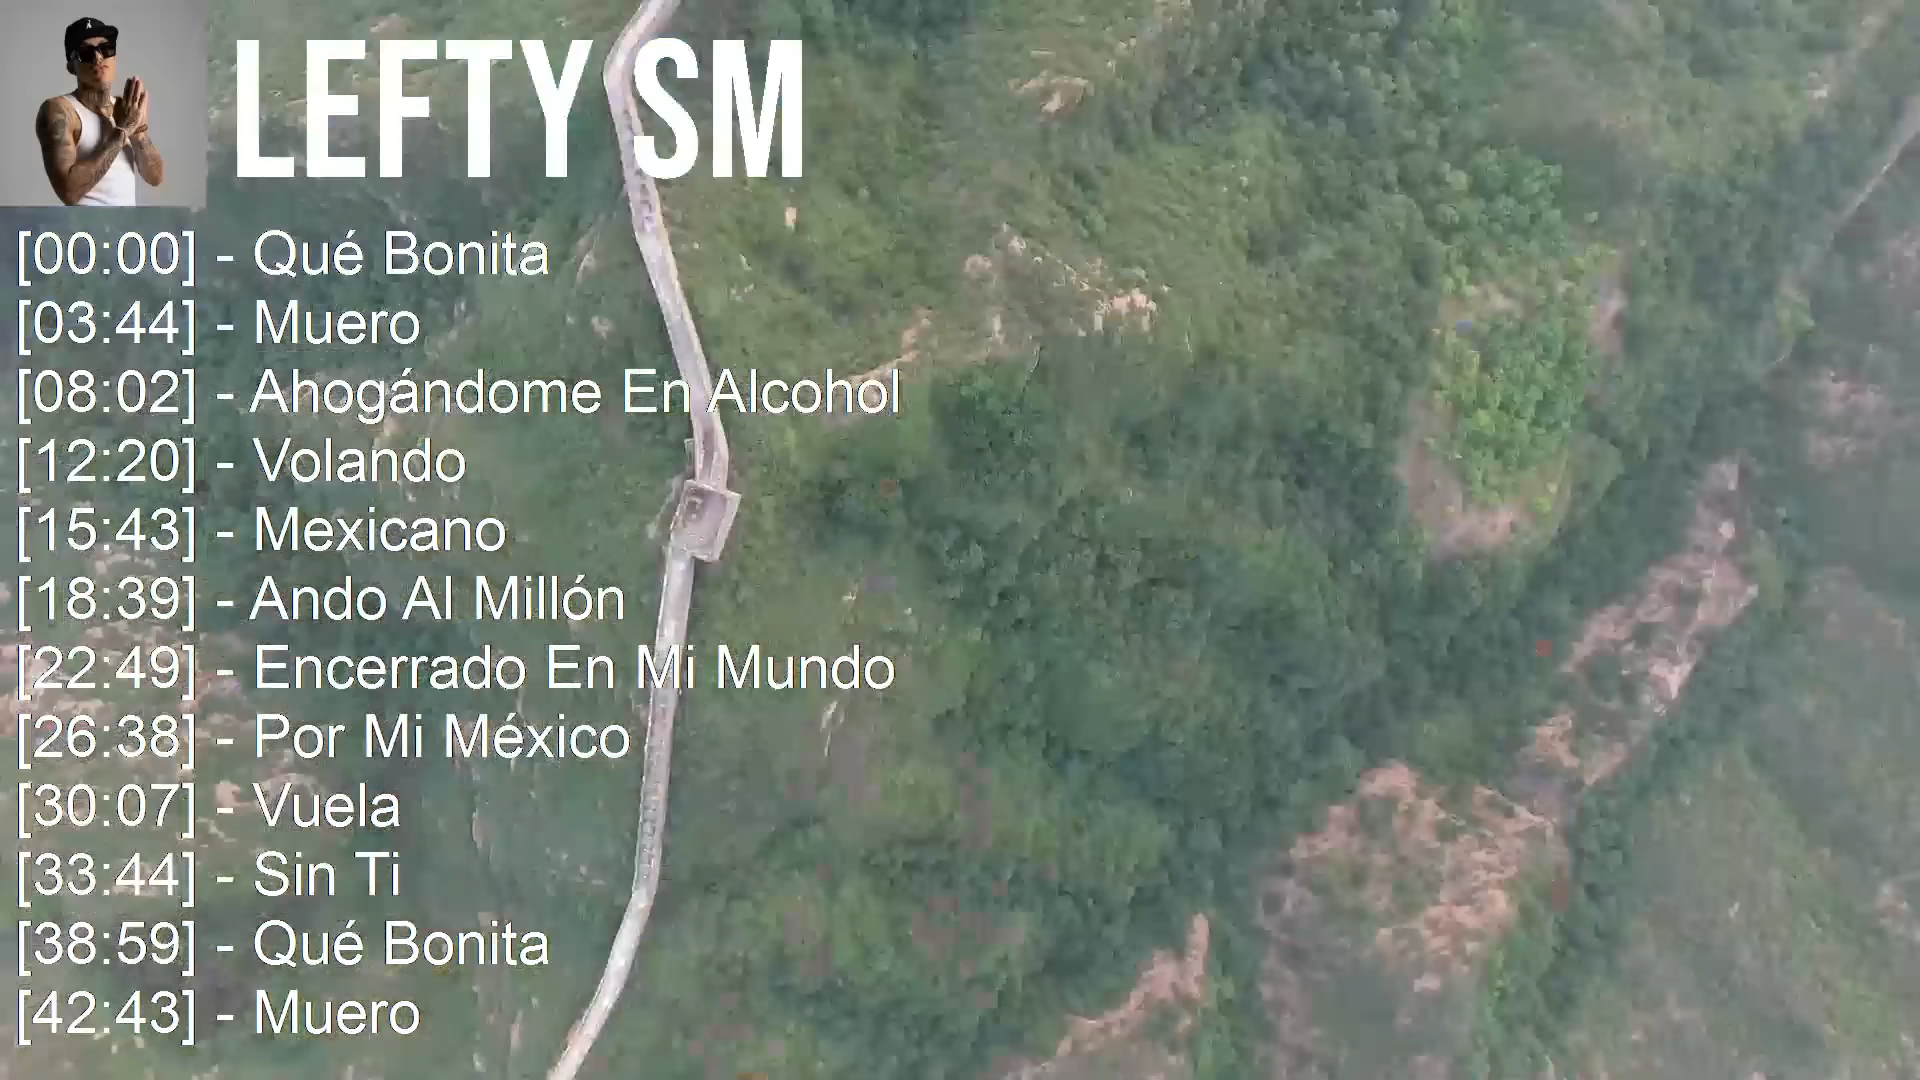 LEFTY SM
[00:00] - Qué Bonita
[03:44] - Muero
[08:02] - Ahogándome En Alcohol
[12:20] - Volando
[15:43] - Mexicano
[18:39] - Ando Al Millón
[22:49] - Encerrado En Mi Mundo
[26:38] - Por Mi México
[30:07] - Vuela
[33:44] - Sin Ti
[38:59] - Qué Bonita
[42:43] - Muero